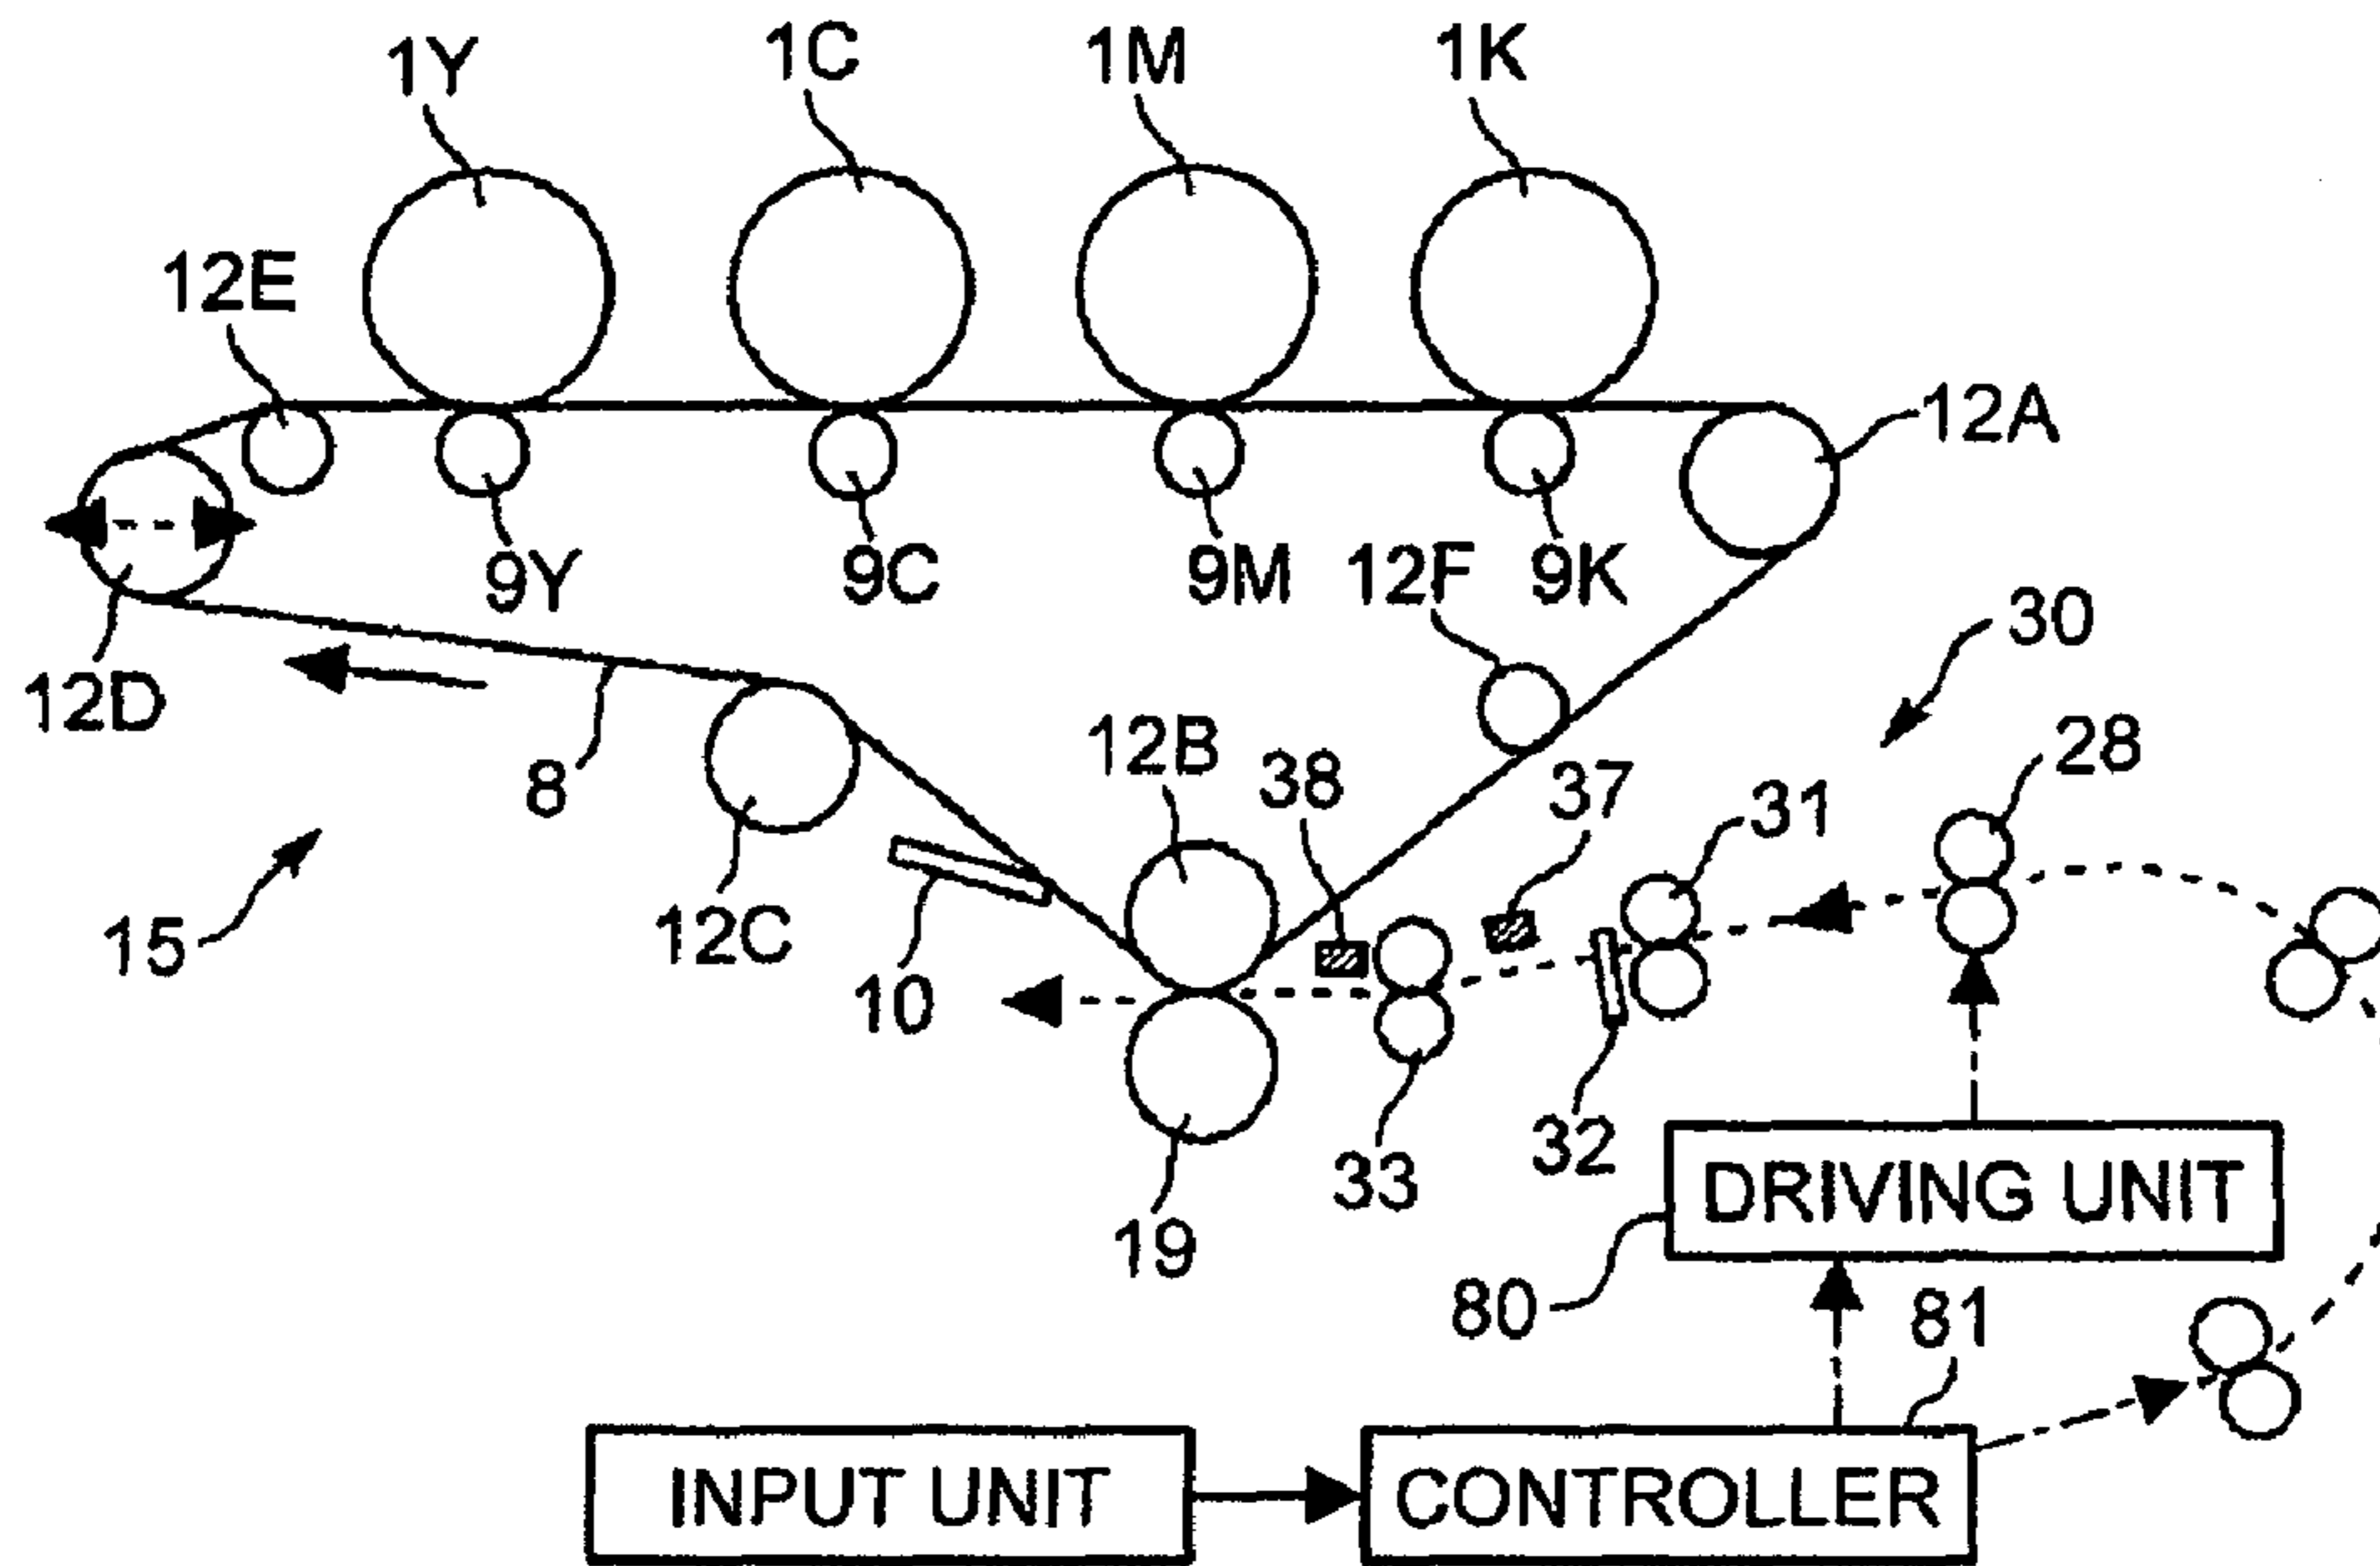 1Y
1C
1M
1K
12E
12A
9Y
9C
9M
12F
9K
30
12D
8
12B
38
37
31
28
15
12C
10
33
32
19
DRIVING UNIT
80
81
INPUT UNIT
CONTROLLER